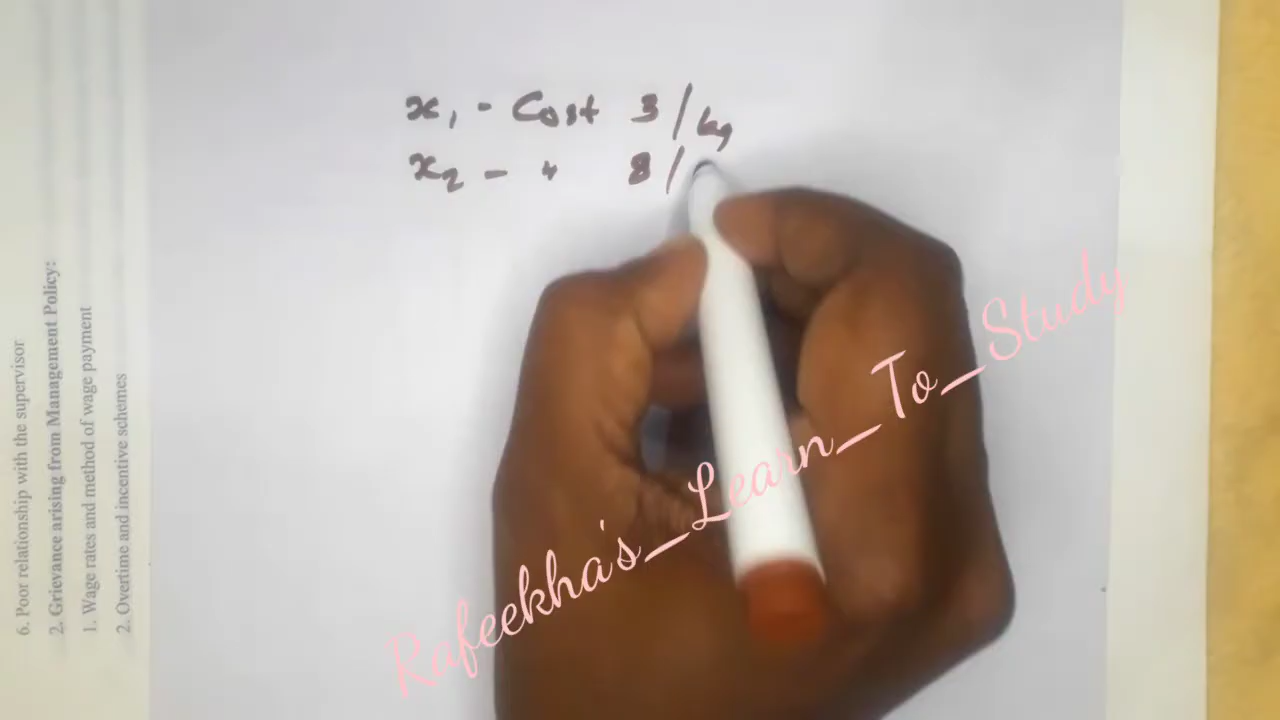 x₁ - Cost 3/kg
x₂ - " 8/
6. Poor relationship with the supervisor
2. Grievance arising from Management Policy:
1. Wage rates and method of wage payment
2. Overtime and incentive schemes
Rafeekha's_Learn_To_Study